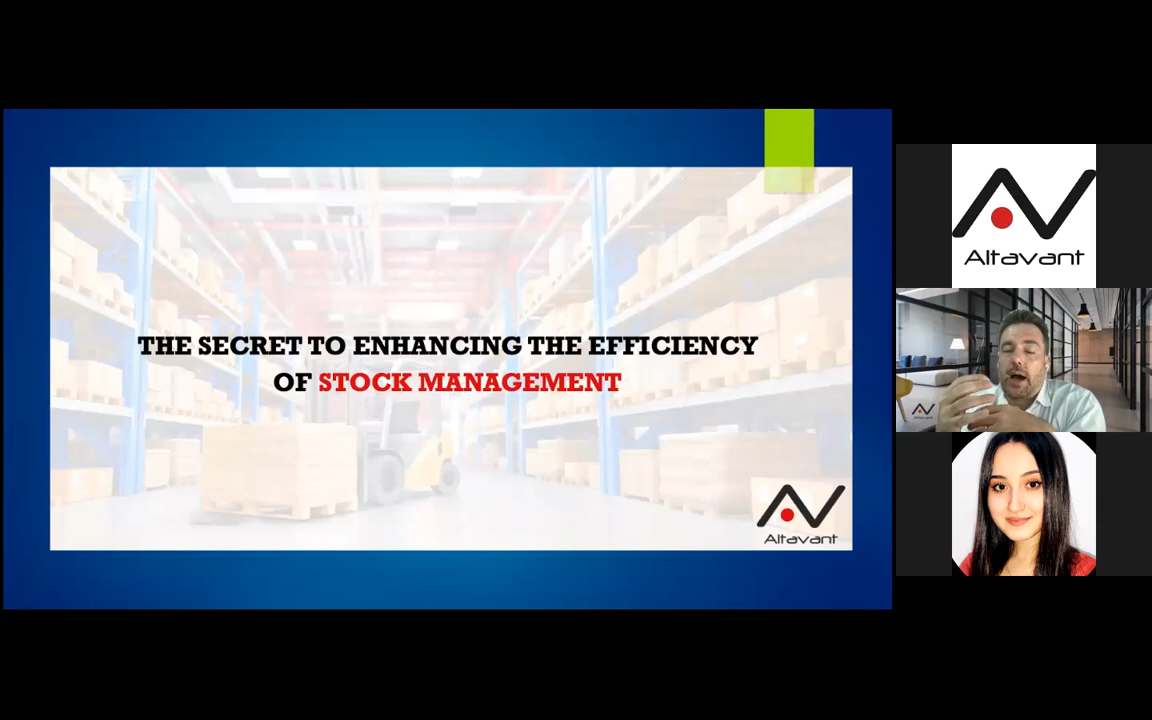 THE SECRET TO ENHANCING THE EFFICIENCY
OF STOCK MANAGEMENT
Altavant
Altavant